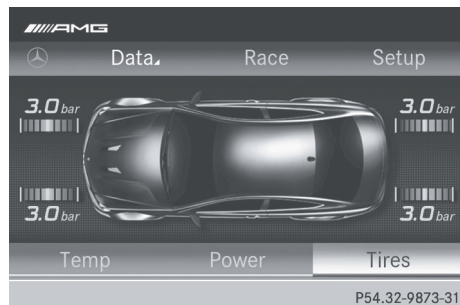 AMG
Data Race Setup
3.0 bar 3.0 bar
3.0 bar 3.0 bar
Temp Power Tires
P54.32-9873-31